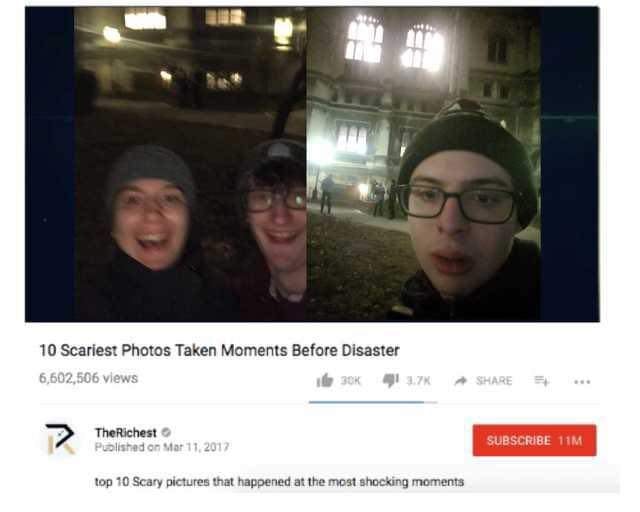 10 Scariest Photos Taken Moments Before Disaster
6,602,506 views
30K 3.7K SHARE
TheRichest
SUBSCRIBE 11M
Published on Mar 11, 2017
top 10 Scary pictures that happened at the most shocking moments